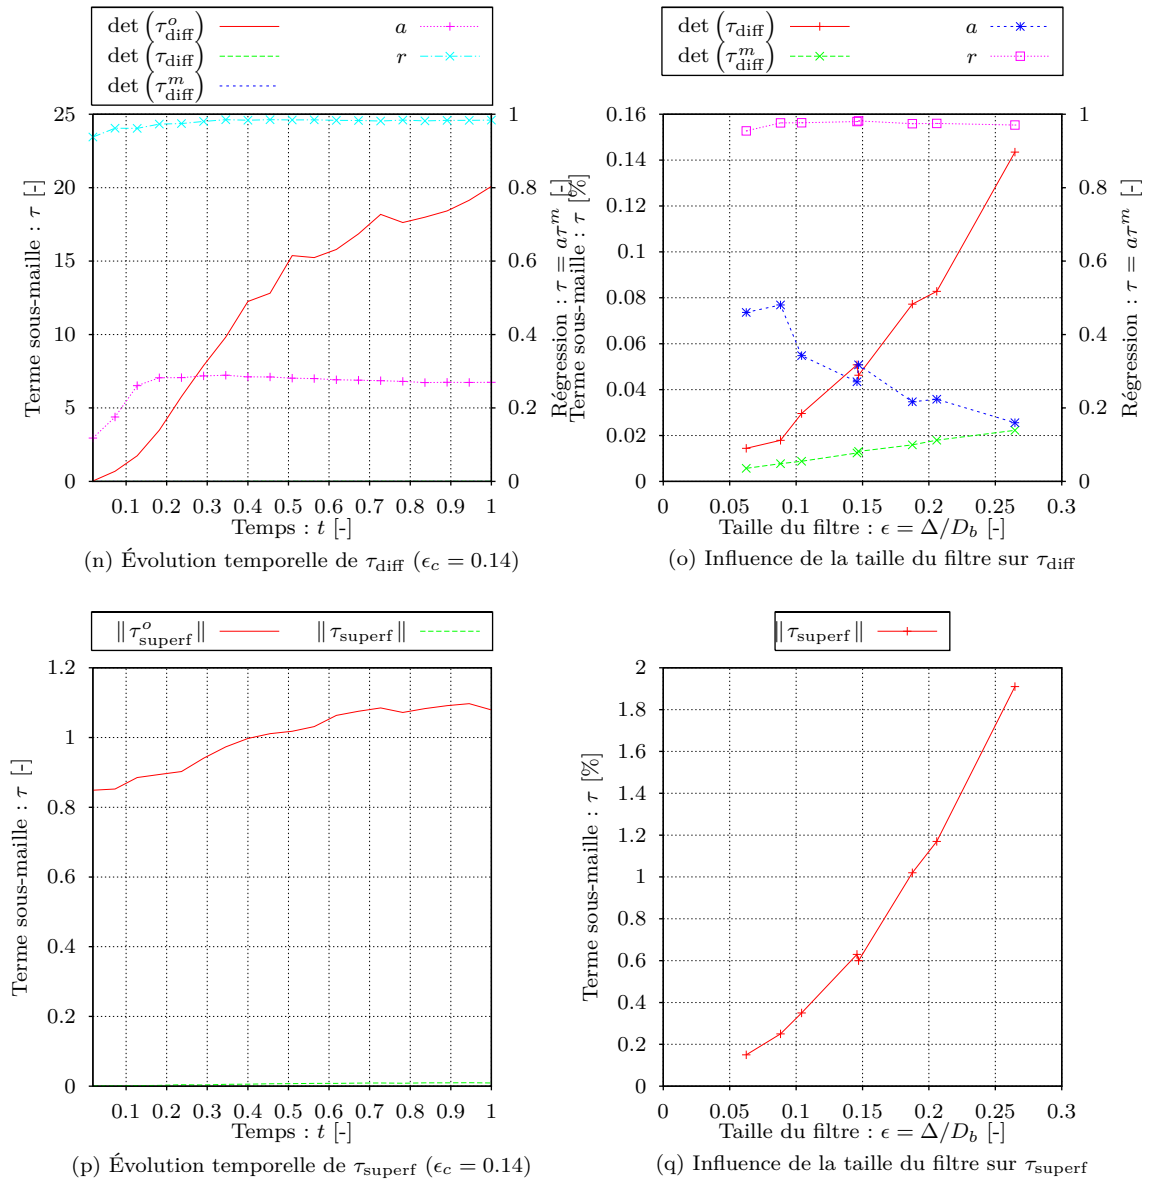 det (τ^o_diff)
det (τ_diff)
det (τ^m_diff)
a
r
25
20
15
10
5
0
1
0.8
0.6
0.4
0.2
0
0.1 0.2 0.3 0.4 0.5 0.6 0.7 0.8 0.9 1
Terme sous-maille : τ [-]
Régression : τ = aτ^m [-]
Temps : t [-]
(n) Évolution temporelle de τ_diff (ϵ_c = 0.14)
det (τ_diff)
det (τ^m_diff)
a
r
0.16
0.14
0.12
0.1
0.08
0.06
0.04
0.02
0
1
0.8
0.6
0.4
0.2
0
0 0.05 0.1 0.15 0.2 0.25 0.3
Terme sous-maille : τ [%]
Régression : τ = aτ^m [-]
Taille du filtre : ϵ = Δ/D_b [-]
(o) Influence de la taille du filtre sur τ_diff
∥τ^o_superf∥ ∥τ_superf∥
1.2
1
0.8
0.6
0.4
0.2
0
0.1 0.2 0.3 0.4 0.5 0.6 0.7 0.8 0.9 1
Terme sous-maille : τ [-]
Temps : t [-]
(p) Évolution temporelle de τ_superf (ϵ_c = 0.14)
∥τ_superf∥
2
1.8
1.6
1.4
1.2
1
0.8
0.6
0.4
0.2
0
0 0.05 0.1 0.15 0.2 0.25 0.3
Terme sous-maille : τ [%]
Taille du filtre : ϵ = Δ/D_b [-]
(q) Influence de la taille du filtre sur τ_superf